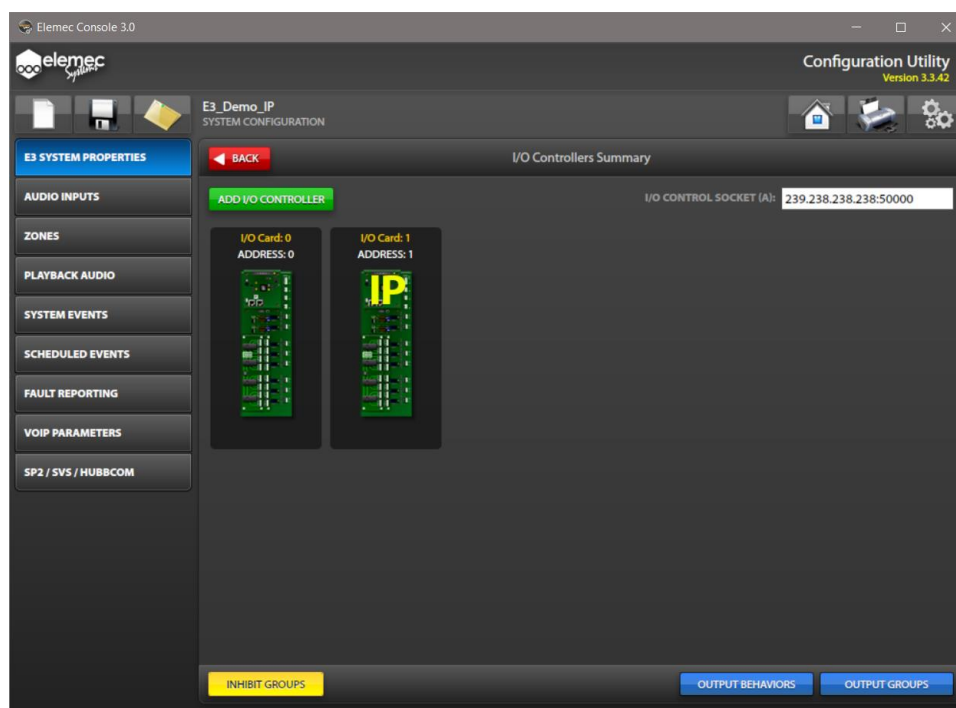 Elemec Console 3.0
elemec
Systems
Configuration Utility
Version 3.3.42
E3_Demo_IP
SYSTEM CONFIGURATION
E3 SYSTEM PROPERTIES
BACK
I/O Controllers Summary
AUDIO INPUTS
ADD I/O CONTROLLER
I/O CONTROL SOCKET (A):
239.238.238.238:50000
ZONES
I/O Card: 0
I/O Card: 1
ADDRESS: 0
ADDRESS: 1
PLAYBACK AUDIO
IP
SYSTEM EVENTS
SCHEDULED EVENTS
FAULT REPORTING
VOIP PARAMETERS
SP2 / SVS / HUBBCOM
INHIBIT GROUPS
OUTPUT BEHAVIORS
OUTPUT GROUPS